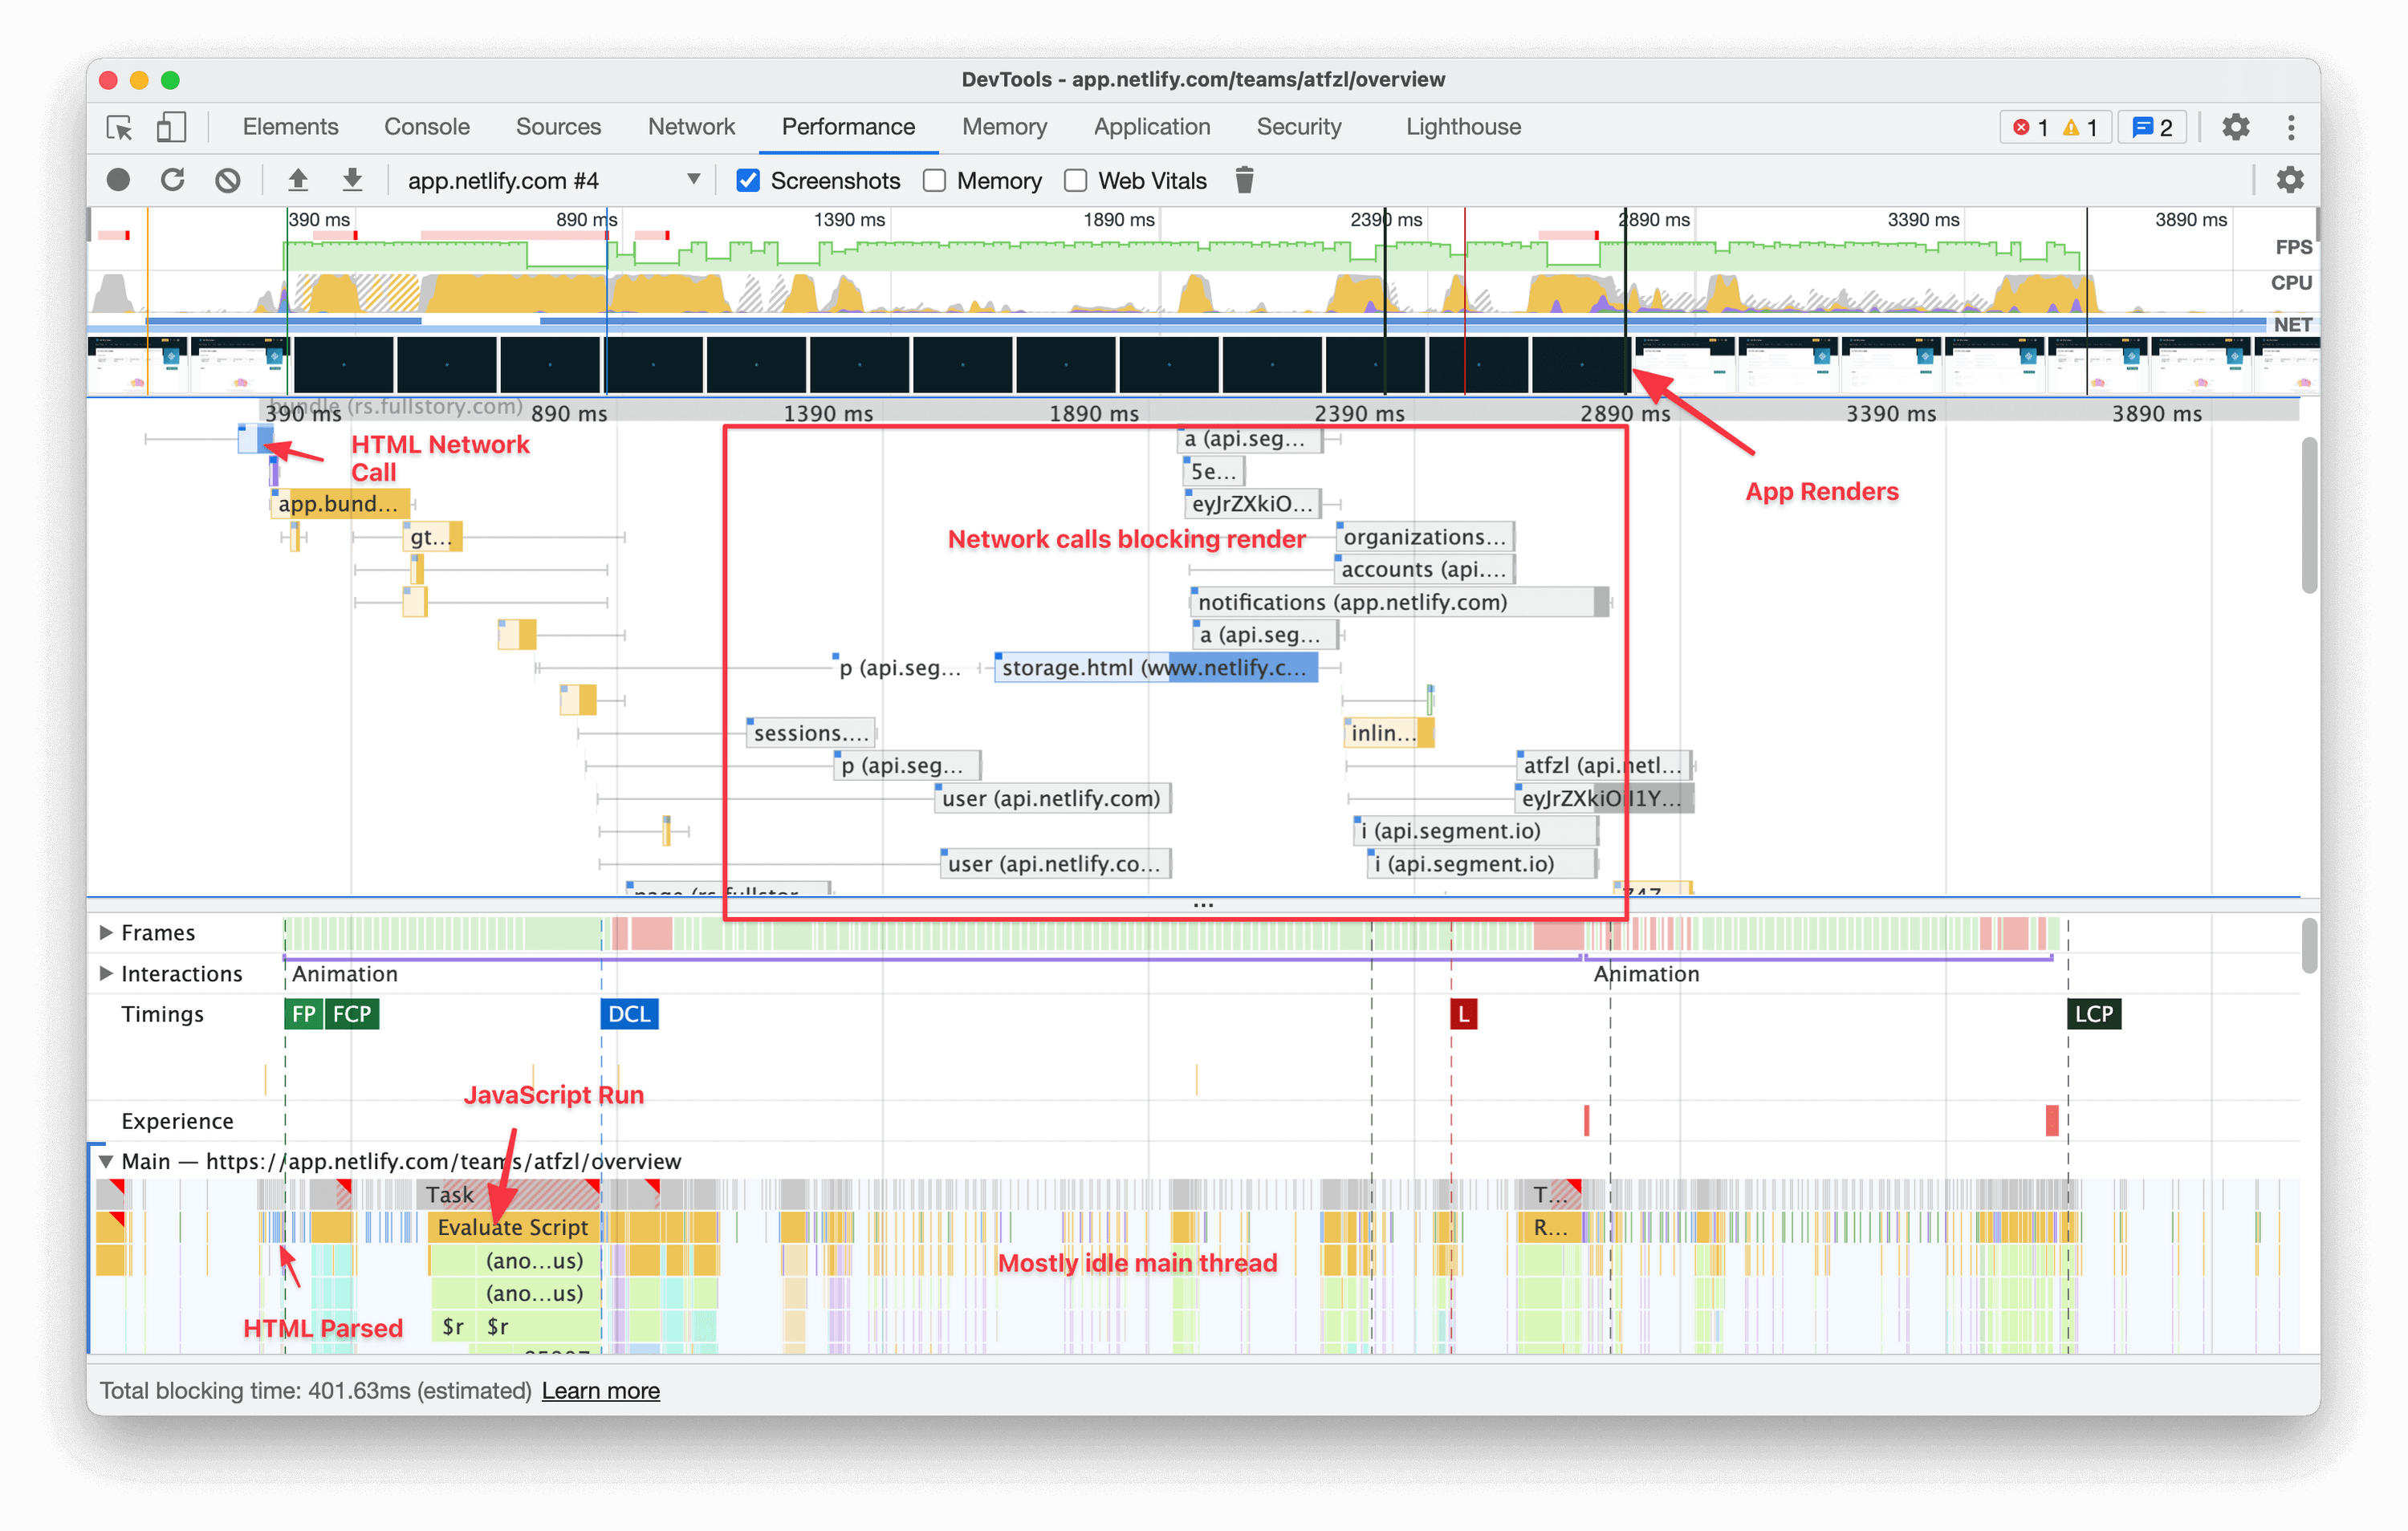 DevTools - app.netlify.com/teams/atfzl/overview
Elements Console Sources Network Performance Memory Application Security Lighthouse 1 1 2
app.netlify.com #4 Screenshots Memory Web Vitals
390 ms 890 ms 1390 ms 1890 ms 2390 ms 2890 ms 3390 ms 3890 ms
FPS
CPU
NET
bundle (rs.fullstory.com)
390 ms 890 ms 1390 ms 1890 ms 2390 ms 2890 ms 3390 ms 3890 ms
HTML Network
Call
a (api.seg...
5e...
App Renders
app.bund...
eyJrZXkiO...
gt...
Network calls blocking render
organizations...
accounts (api....
notifications (app.netlify.com)
a (api.seg...
p (api.seg...
storage.html (www.netlify.c...
sessions....
inlin...
p (api.seg...
atfzl (api.netl...
user (api.netlify.com)
eyJrZXkiOiI1Y...
i (api.segment.io)
user (api.netlify.co...
i (api.segment.io)
page (rs.fullstor
747
...
Frames
Interactions Animation Animation
Timings FP FCP DCL L LCP
JavaScript Run
Experience
Main — https://app.netlify.com/teams/atfzl/overview
Task T...
Evaluate Script R...
(ano...us)
Mostly idle main thread
(ano...us)
HTML Parsed
$r $r
Total blocking time: 401.63ms (estimated) Learn more